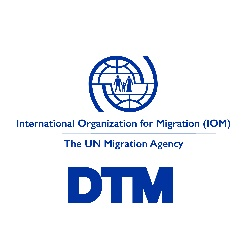 International Organization for Migration (IOM)
The UN Migration Agency
DTM